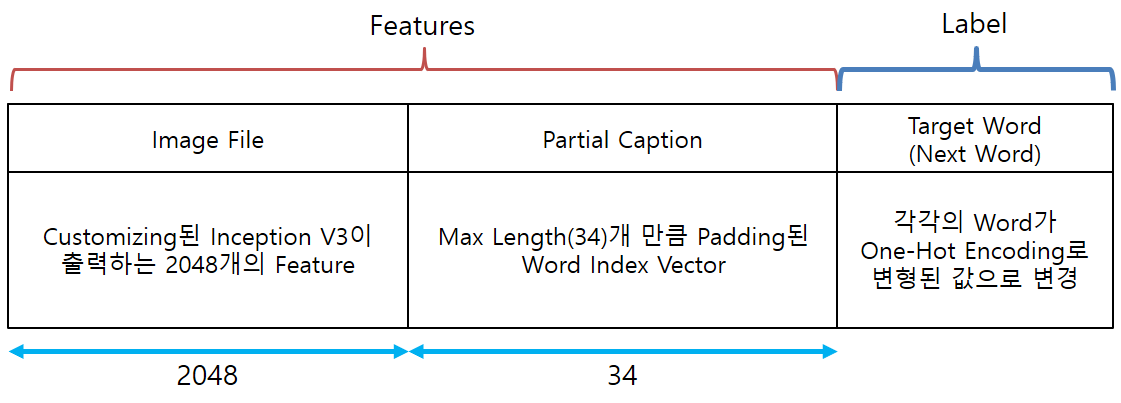 Features
Label
Image File
Partial Caption
Target Word
(Next Word)
Customizing된 Inception V3이
출력하는 2048개의 Feature
Max Length(34)개 만큼 Padding된
Word Index Vector
각각의 Word가
One-Hot Encoding로
변형된 값으로 변경
2048
34